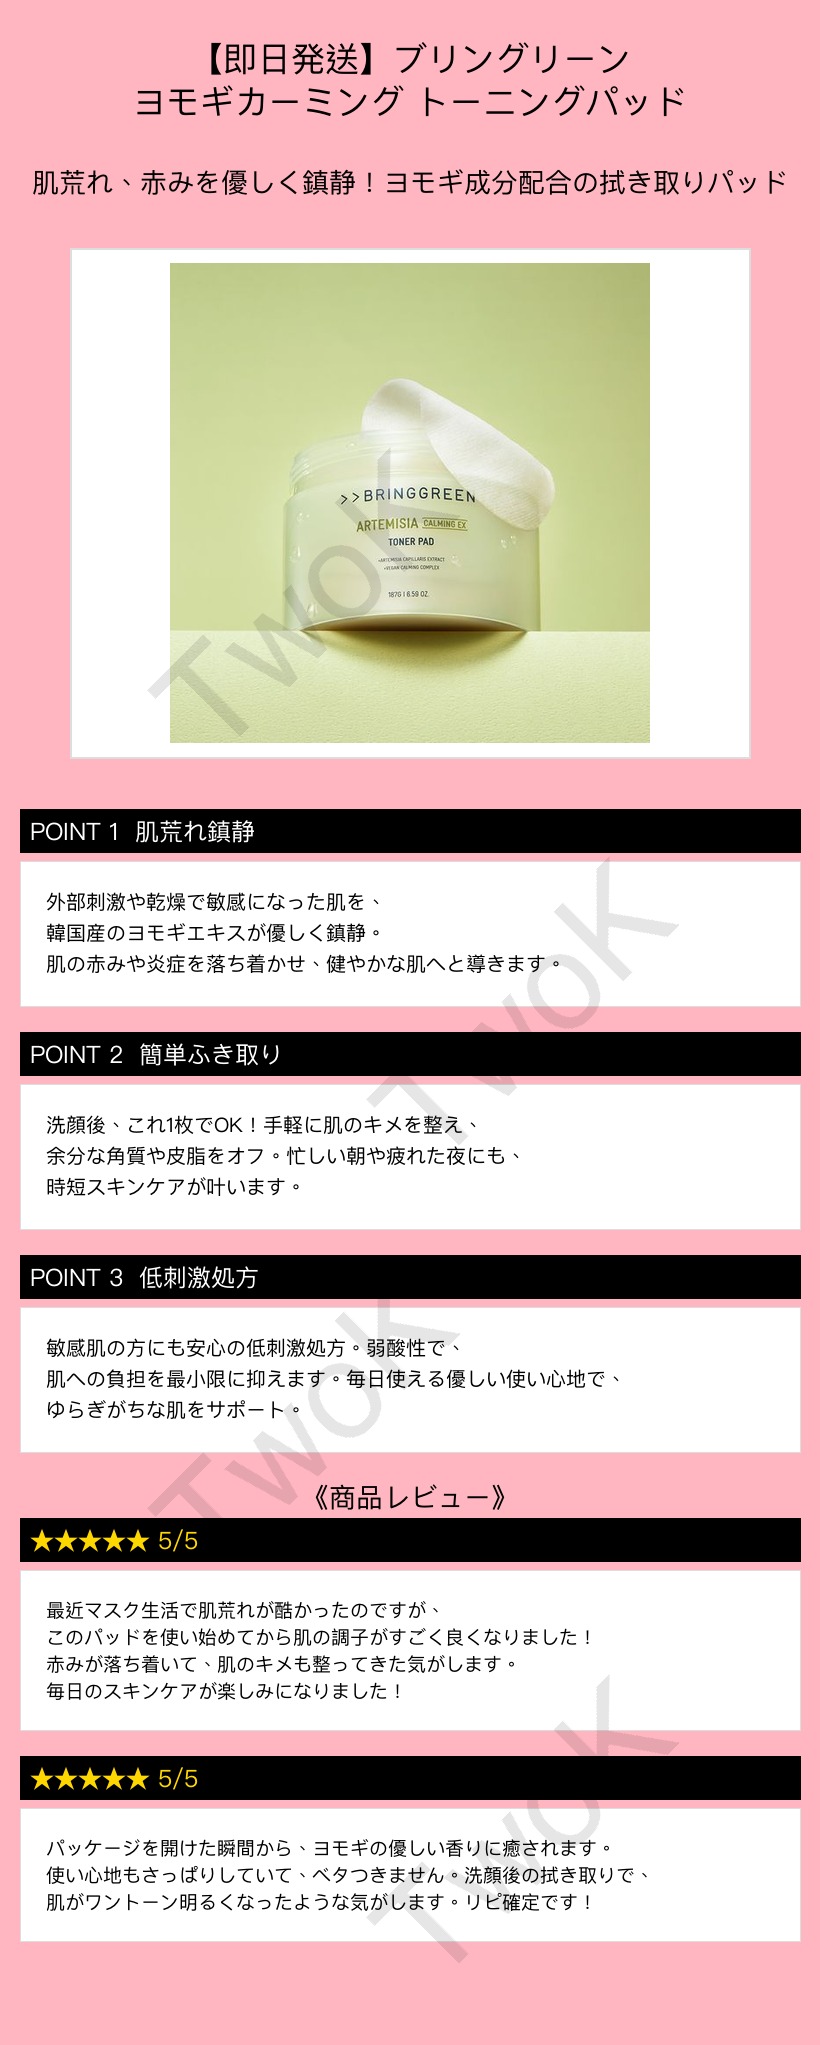 【即日発送】ブリングリーン
ヨモギカーミング トーニングパッド
肌荒れ、赤みを優しく鎮静！ヨモギ成分配合の拭き取りパッド
>>BRINGGREEN
ARTEMISIA CALMING EX
TONER PAD
+ARTEMISIA CAPILLARIS EXTRACT
+VEGAN CALMING COMPLEX
187G | 6.59 OZ.
TwoK
POINT 1 肌荒れ鎮静
外部刺激や乾燥で敏感になった肌を、
韓国産のヨモギエキスが優しく鎮静。
肌の赤みや炎症を落ち着かせ、健やかな肌へと導きます。
TwoK
POINT 2 簡単ふき取り
洗顔後、これ1枚でOK！手軽に肌のキメを整え、
余分な角質や皮脂をオフ。忙しい朝や疲れた夜にも、
時短スキンケアが叶います。
POINT 3 低刺激処方
敏感肌の方にも安心の低刺激処方。弱酸性で、
肌への負担を最小限に抑えます。毎日使える優しい使い心地で、
ゆらぎがちな肌をサポート。
TwoK
《商品レビュー》
★★★★★ 5/5
最近マスク生活で肌荒れが酷かったのですが、
このパッドを使い始めてから肌の調子がすごく良くなりました！
赤みが落ち着いて、肌のキメも整ってきた気がします。
毎日のスキンケアが楽しみになりました！
★★★★★ 5/5
パッケージを開けた瞬間から、ヨモギの優しい香りに癒されます。
使い心地もさっぱりしていて、ベタつきません。洗顔後の拭き取りで、
肌がワントーン明るくなったような気がします。リピ確定です！
TwoK